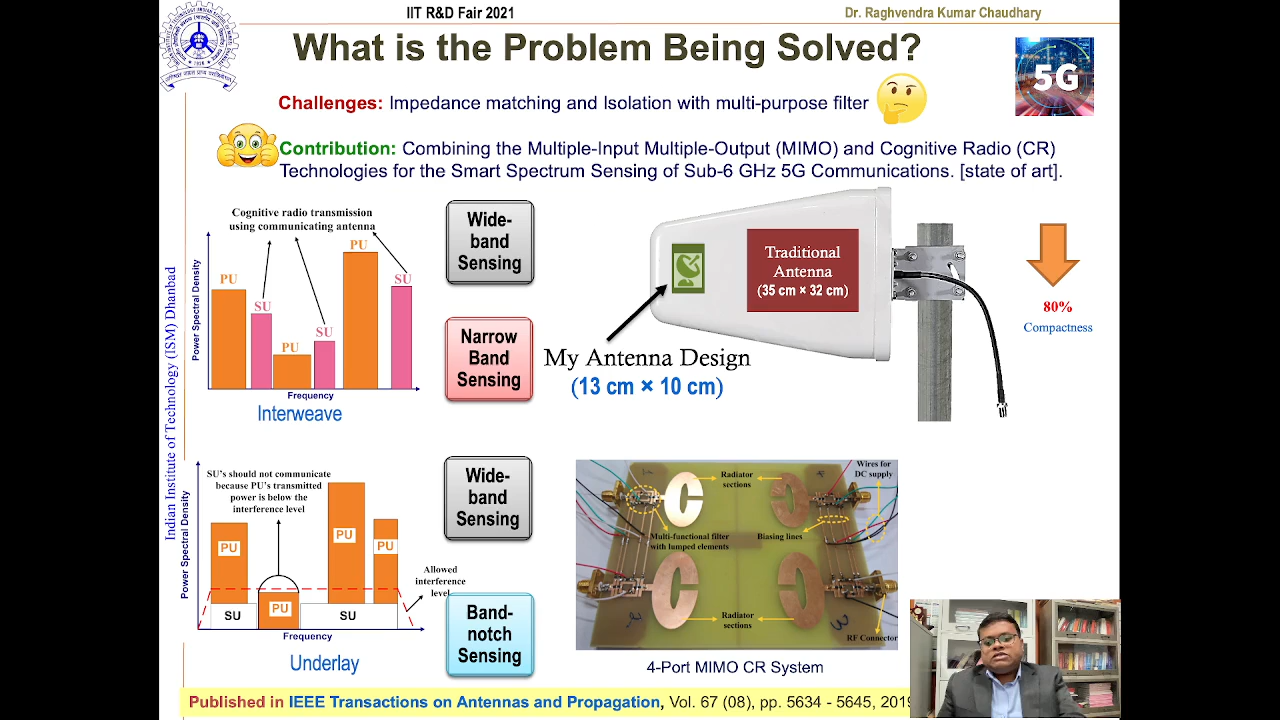 IIT R&D Fair 2021
Dr. Raghvendra Kumar Chaudhary
What is the Problem Being Solved?
5G
Challenges: Impedance matching and Isolation with multi-purpose filter
Contribution: Combining the Multiple-Input Multiple-Output (MIMO) and Cognitive Radio (CR)
Technologies for the Smart Spectrum Sensing of Sub-6 GHz 5G Communications. [state of art].
Indian Institute of Technology (ISM) Dhanbad
Cognitive radio transmission
using communicating antenna
Power Spectral Density
PU
SU
PU
SU
PU
SU
Frequency
Interweave
Wide-
band
Sensing
Narrow
Band
Sensing
Traditional
Antenna
(35 cm × 32 cm)
My Antenna Design
(13 cm × 10 cm)
80%
Compactness
SU's should not communicate
because PU's transmitted
power is below the
interference level
Power Spectral Density
PU
PU
PU
PU
SU
SU
Allowed
interference
level
Frequency
Underlay
Wide-
band
Sensing
Band-
notch
Sensing
Radiator
sections
Wires for
DC supply
Multi-functional filter
with lumped elements
Biasing lines
Radiator
sections
RF Connector
4-Port MIMO CR System
Published in IEEE Transactions on Antennas and Propagation, Vol. 67 (08), pp. 5634 - 5645, 2019